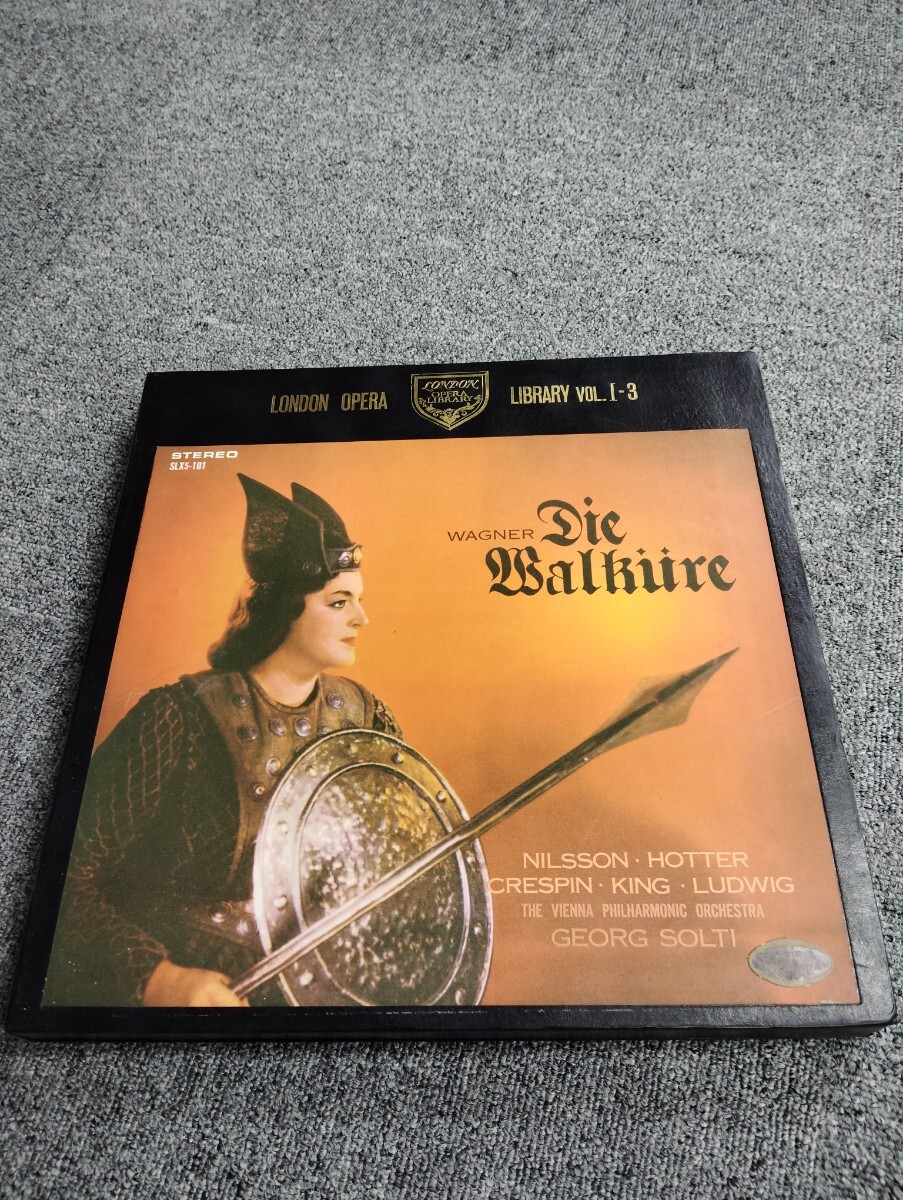 LONDON OPERA
LONDON
OPERA
LIBRARY
LIBRARY VOL. I-3
STEREO
SLX5-101
WAGNER Die
Walküre
NILSSON · HOTTER
CRESPIN · KING · LUDWIG
THE VIENNA PHILHARMONIC ORCHESTRA
GEORG SOLTI